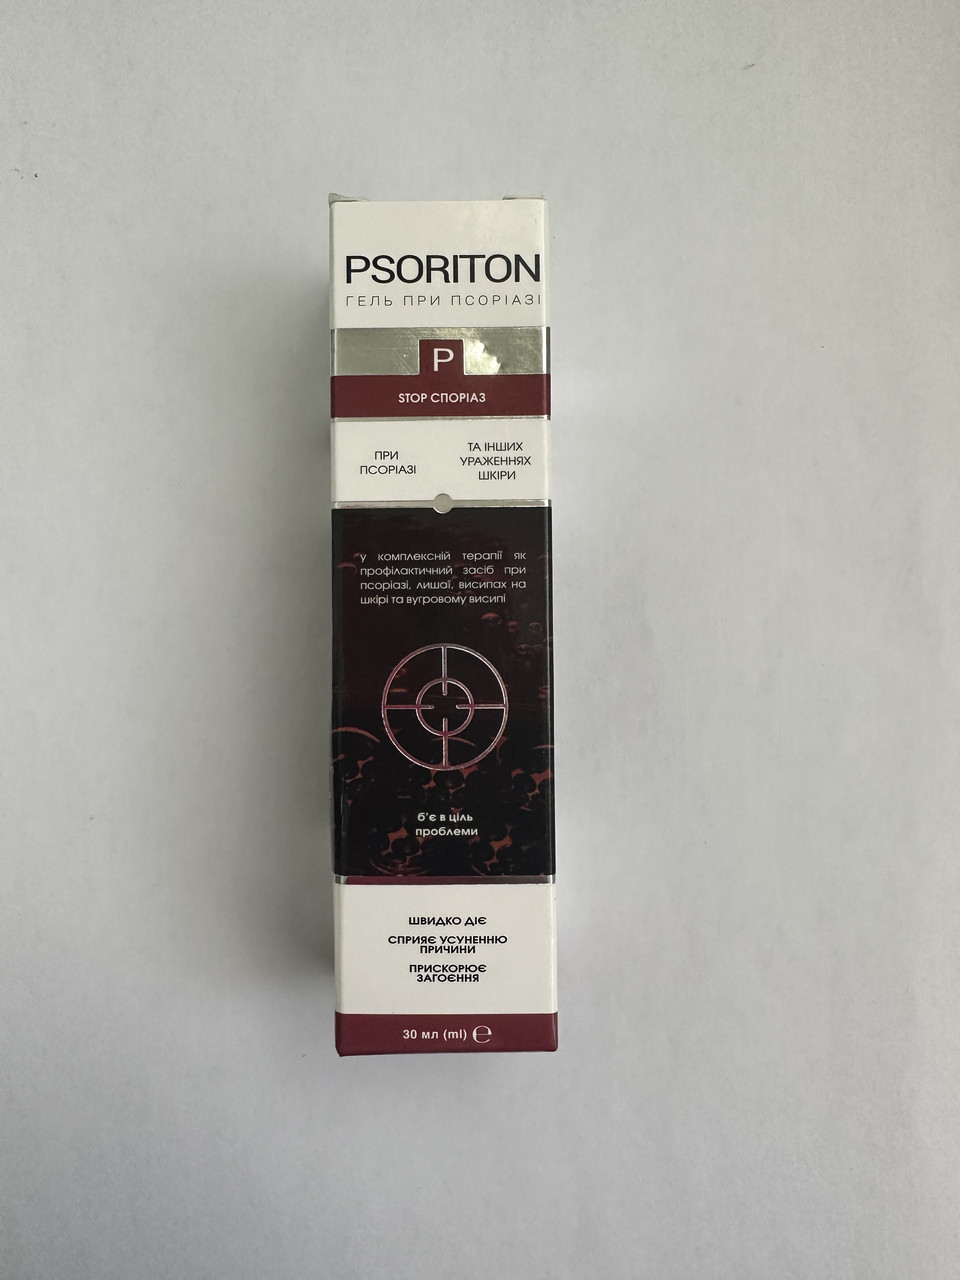 PSORITON
ГЕЛЬ ПРИ ПСОРІАЗІ
P
STOP СПОРІАЗ
ПРИ
ПСОРІАЗІ
ТА ІНШИХ
УРАЖЕННЯХ
ШКІРИ
у комплексній терапії як
профілактичний засіб при
псоріазі, лишаї, висипах на
шкірі та вугровому висипі
б'є в ціль
проблеми
ШВИДКО ДІЄ
СПРИЯЄ УСУНЕННЮ
ПРИЧИНИ
ПРИСКОРЮЄ
ЗАГОЄННЯ
30 мл (ml) ℮